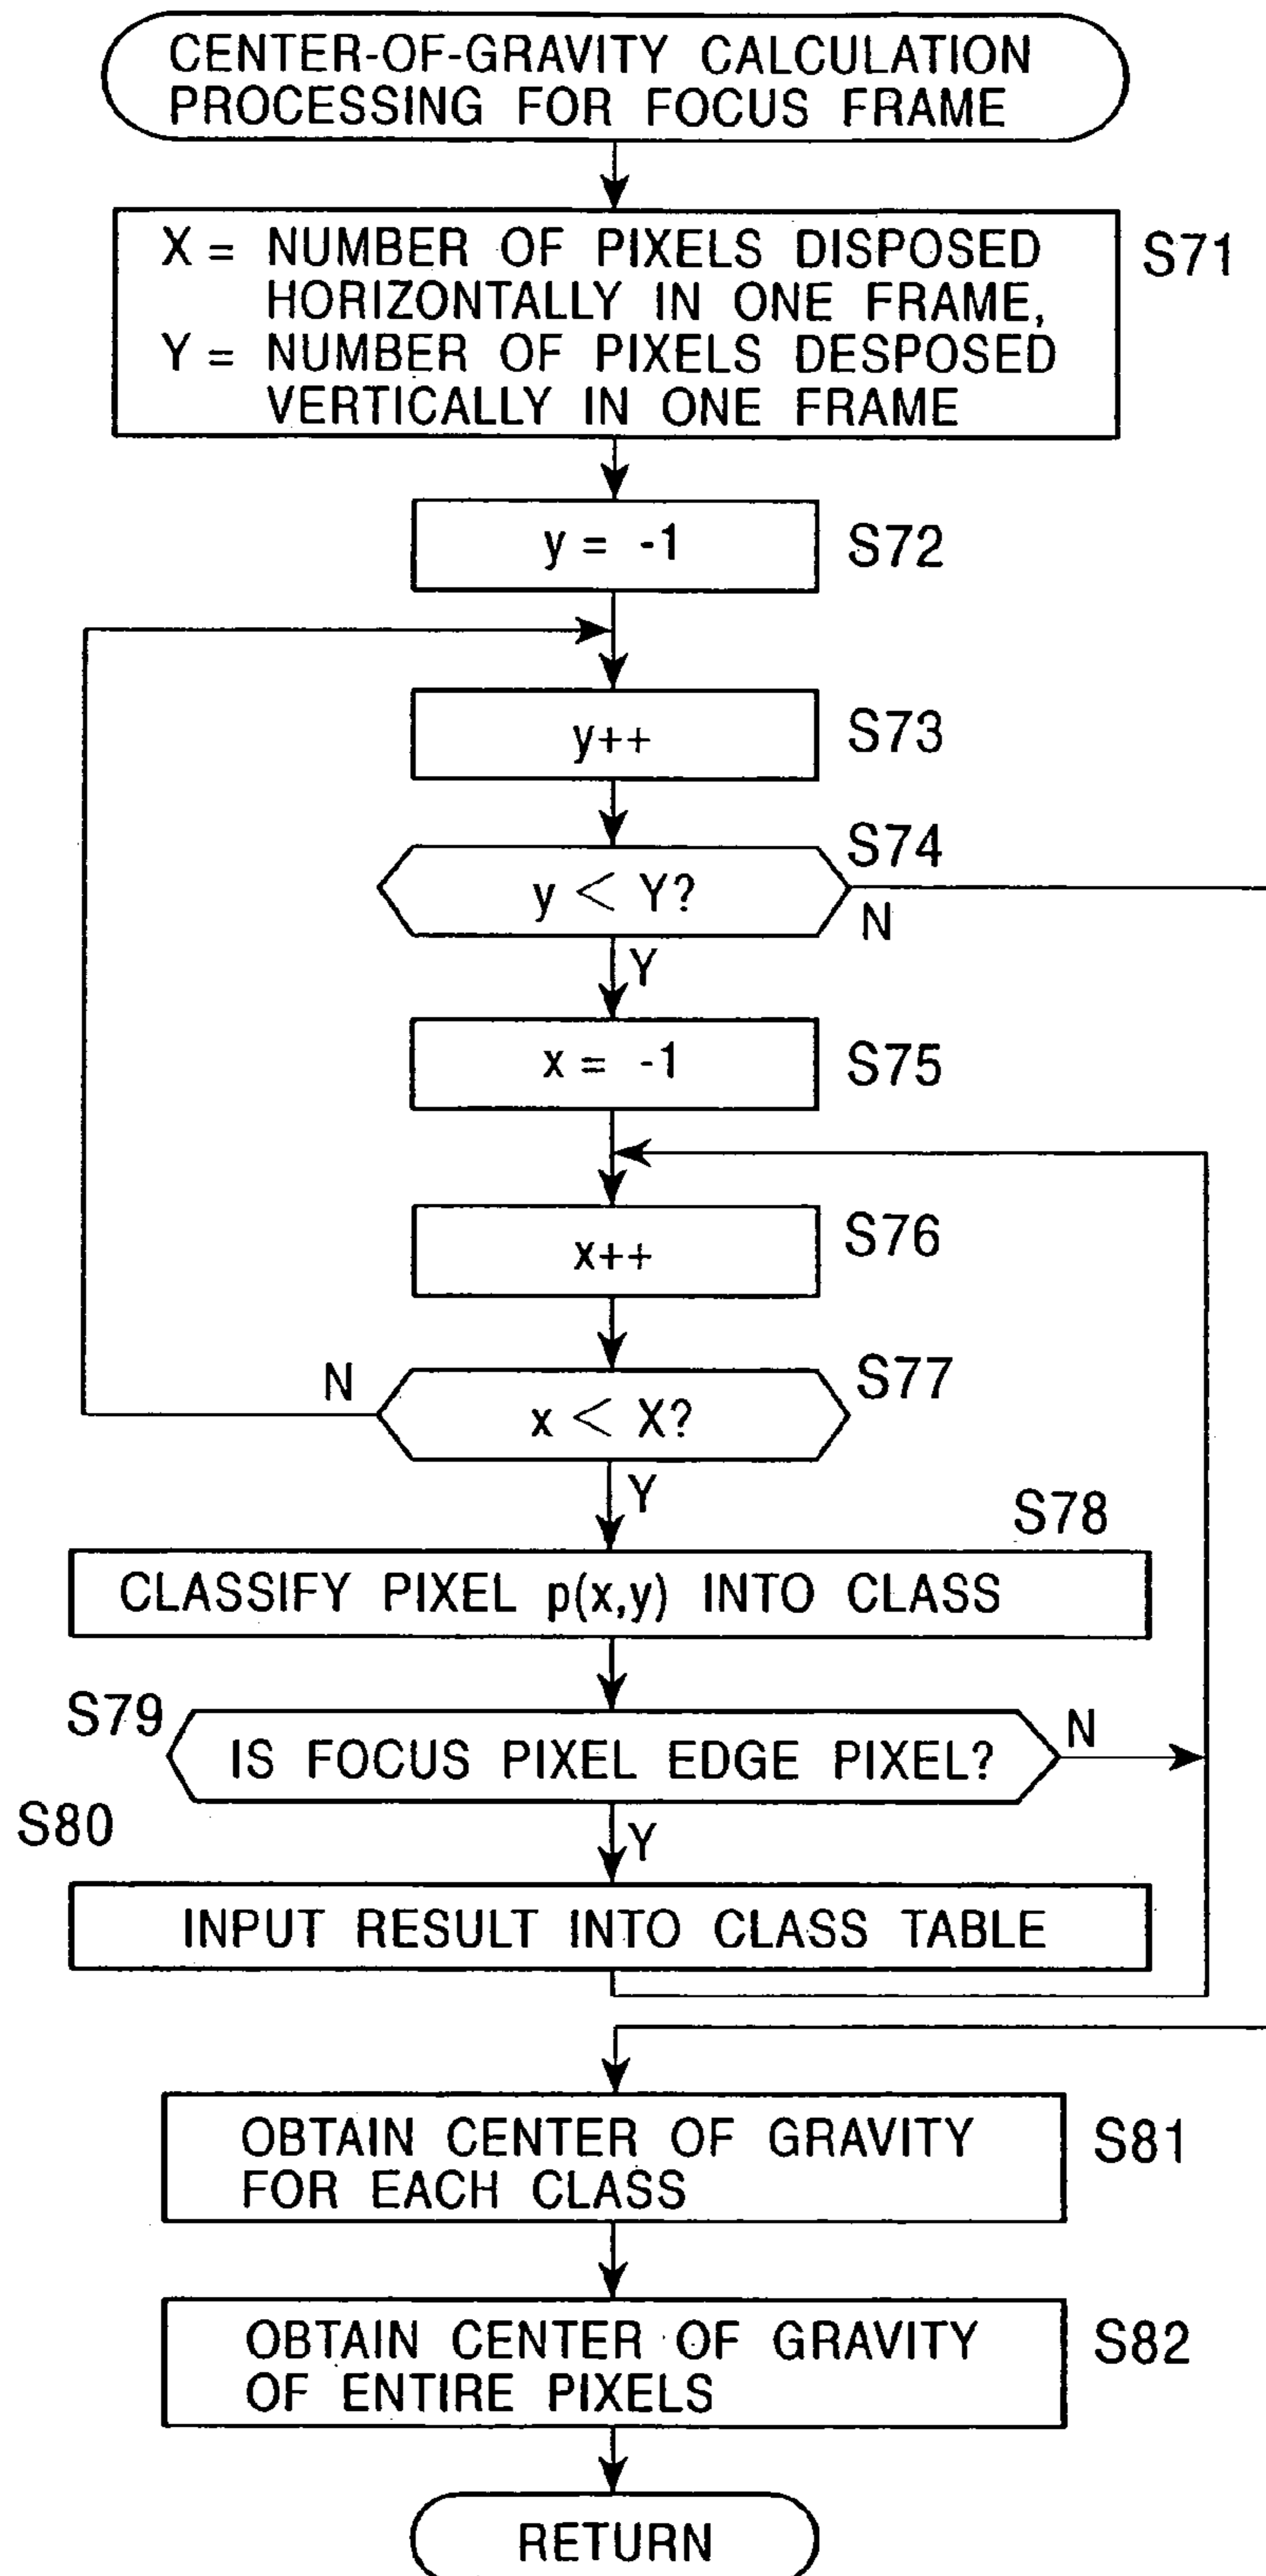 CENTER-OF-GRAVITY CALCULATION
PROCESSING FOR FOCUS FRAME
X = NUMBER OF PIXELS DISPOSED
HORIZONTALLY IN ONE FRAME,
Y = NUMBER OF PIXELS DESPOSED
VERTICALLY IN ONE FRAME
S71
y = -1
S72
y++
S73
S74
y < Y?
N
Y
x = -1
S75
x++
S76
N
S77
x < X?
Y
S78
CLASSIFY PIXEL p(x,y) INTO CLASS
S79
IS FOCUS PIXEL EDGE PIXEL?
N
S80
Y
INPUT RESULT INTO CLASS TABLE
OBTAIN CENTER OF GRAVITY
FOR EACH CLASS
S81
OBTAIN CENTER OF GRAVITY
OF ENTIRE PIXELS
S82
RETURN